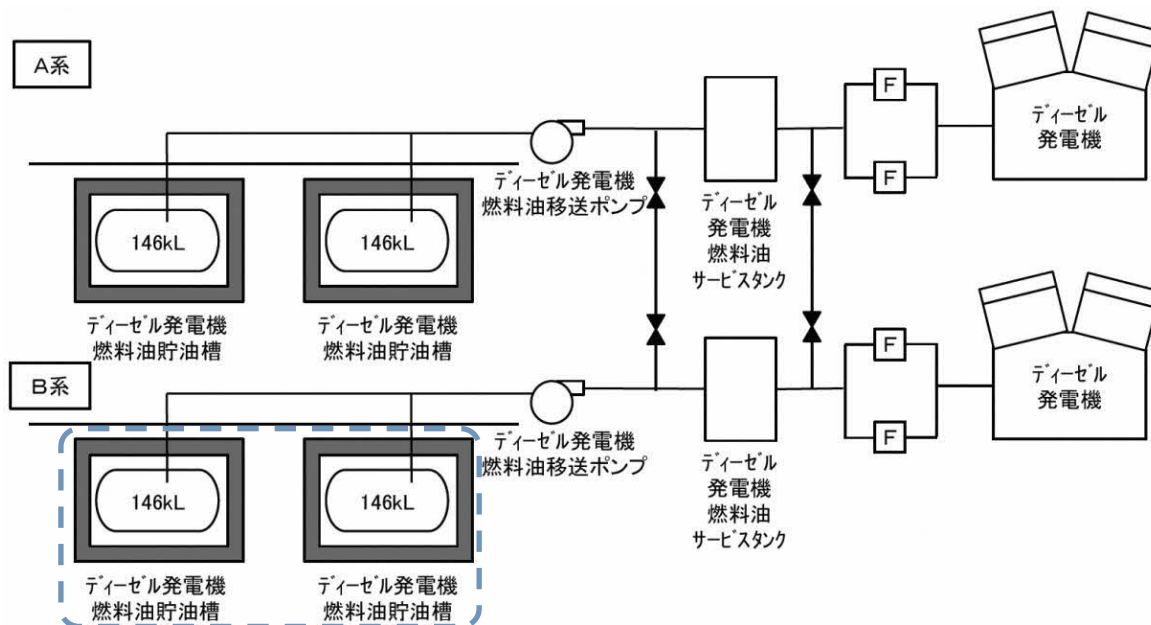 A系
146kL
146kL
ﾃﾞｨｰｾﾞﾙ発電機
燃料油貯油槽
ﾃﾞｨｰｾﾞﾙ発電機
燃料油貯油槽
ﾃﾞｨｰｾﾞﾙ発電機
燃料油移送ポンプ
ﾃﾞｨｰｾﾞﾙ
発電機
燃料油
サービスタンク
F
F
ﾃﾞｨｰｾﾞﾙ
発電機
B系
146kL
146kL
ﾃﾞｨｰｾﾞﾙ発電機
燃料油貯油槽
ﾃﾞｨｰｾﾞﾙ発電機
燃料油貯油槽
ﾃﾞｨｰｾﾞﾙ発電機
燃料油移送ポンプ
ﾃﾞｨｰｾﾞﾙ
発電機
燃料油
サービスタンク
F
F
ﾃﾞｨｰｾﾞﾙ
発電機